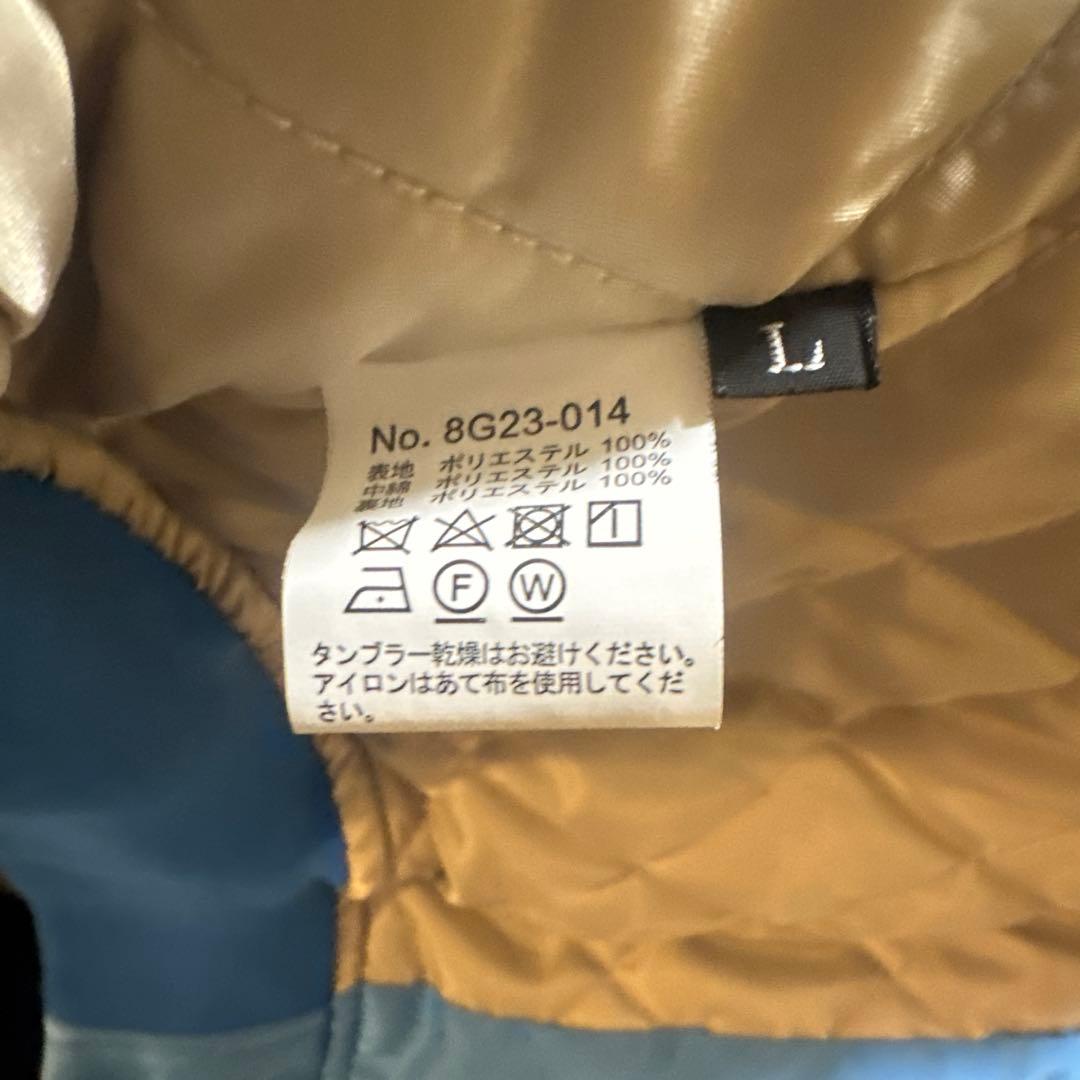 L
No. 8G23-014
表地 ポリエステル 100%
中綿 ポリエステル 100%
裏地 ポリエステル 100%
F W
タンブラー乾燥はお避けください。
アイロンはあて布を使用してくだ
さい。